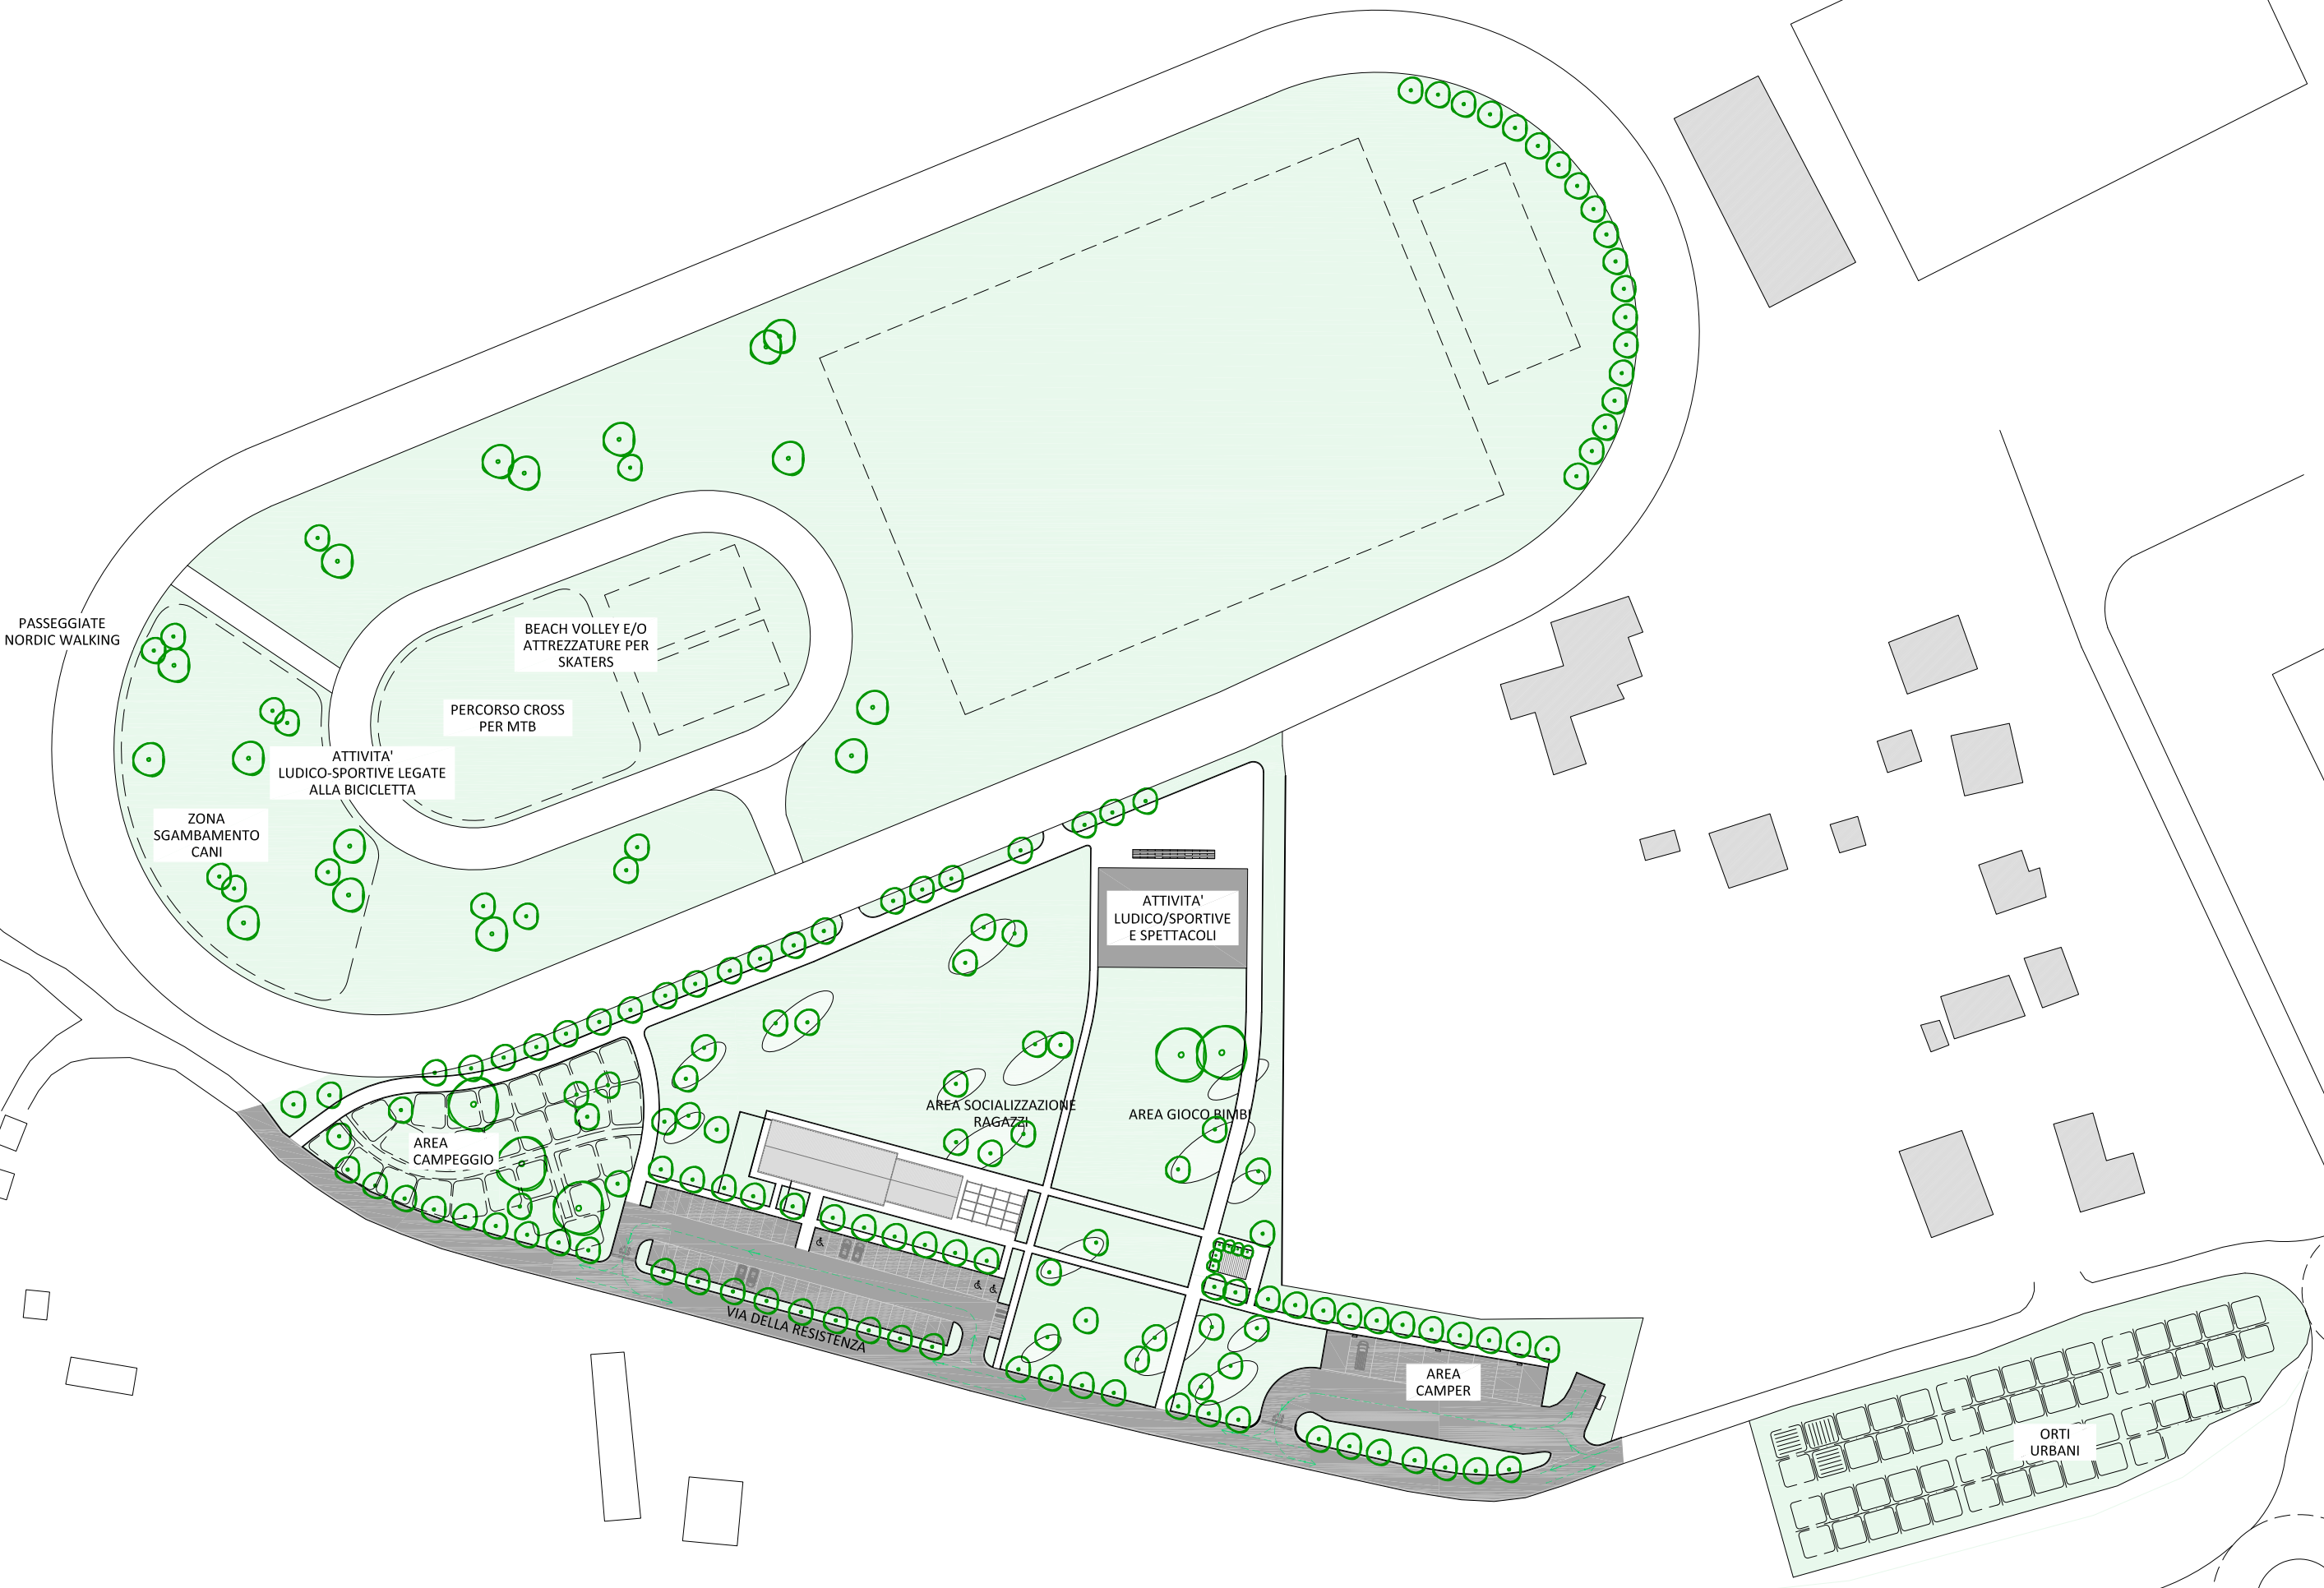 PASSEGGIATE
NORDIC WALKING
BEACH VOLLEY E/O
ATTREZZATURE PER
SKATERS
PERCORSO CROSS
PER MTB
ATTIVITA'
LUDICO-SPORTIVE LEGATE
ALLA BICICLETTA
ZONA
SGAMBAMENTO
CANI
ATTIVITA'
LUDICO/SPORTIVE
E SPETTACOLI
AREA SOCIALIZZAZIONE
RAGAZZI
AREA GIOCO BIMBI
AREA
CAMPEGGIO
VIA DELLA RESISTENZA
AREA
CAMPER
ORTI
URBANI